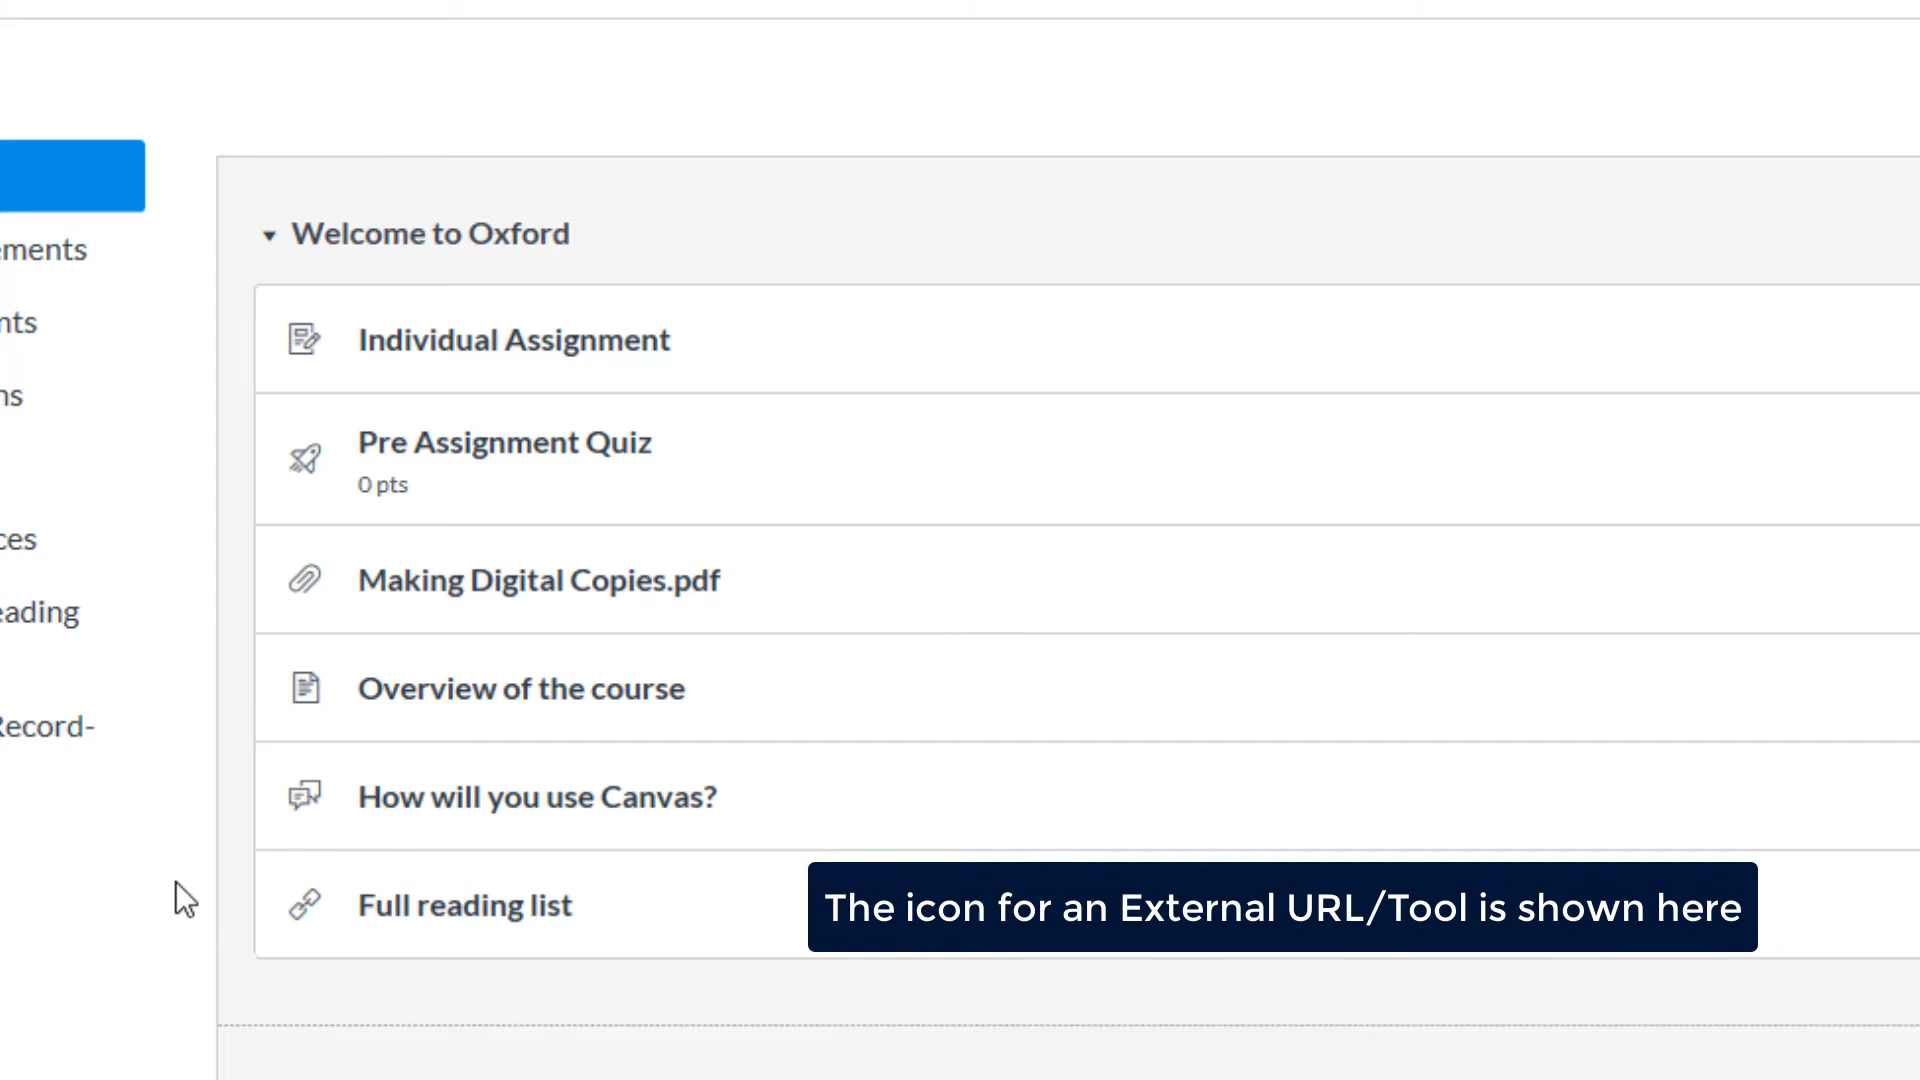 Welcome to Oxford
ements
Individual Assignment
nts
ns
Pre Assignment Quiz
0 pts
ces
Making Digital Copies.pdf
eading
Overview of the course
Record-
How will you use Canvas?
Full reading list
The icon for an External URL/Tool is shown here